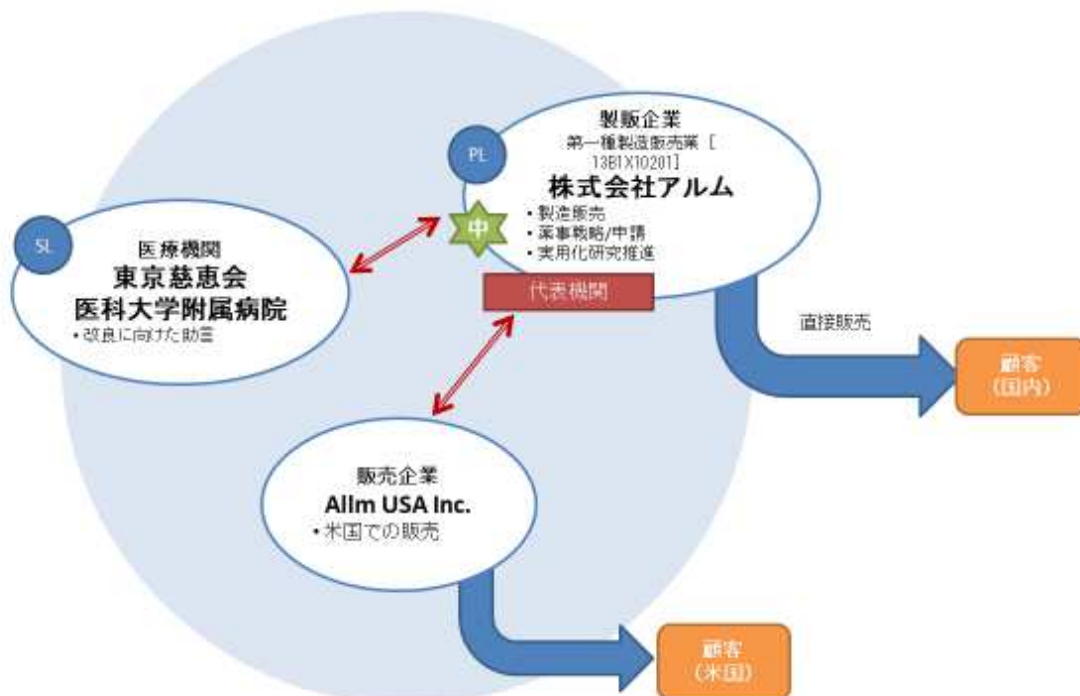 製販企業
第一種製造販売業 [
13B1X10201]
株式会社アルム
• 製造販売
• 薬事戦略/申請
• 実用化研究推進
PL
中
代表機関
SL
医療機関
東京慈恵会
医科大学附属病院
• 改良に向けた助言
直接販売
顧客
(国内)
販売企業
Allm USA Inc.
• 米国での販売
顧客
(米国)